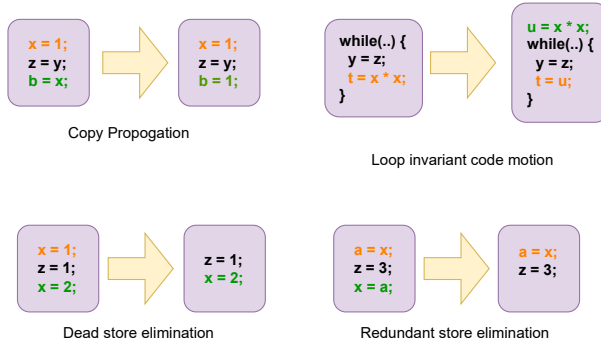 x = 1;
z = y;
b = x;
x = 1;
z = y;
b = 1;
Copy Propogation
while(..) {
y = z;
t = x * x;
}
u = x * x;
while(..) {
y = z;
t = u;
}
Loop invariant code motion
x = 1;
z = 1;
x = 2;
z = 1;
x = 2;
Dead store elimination
a = x;
z = 3;
x = a;
a = x;
z = 3;
Redundant store elimination